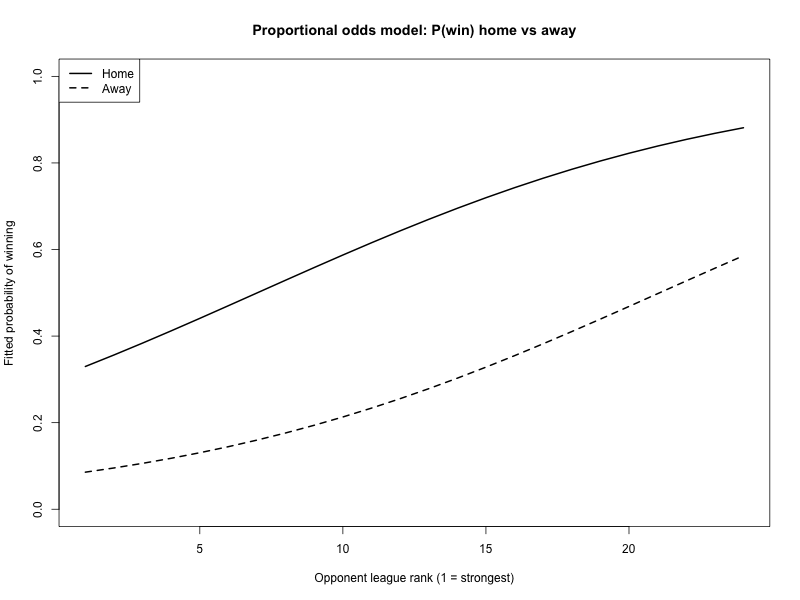 Proportional odds model: P(win) home vs away
Home
Away
Fitted probability of winning
1.0
0.8
0.6
0.4
0.2
0.0
5 10 15 20
Opponent league rank (1 = strongest)